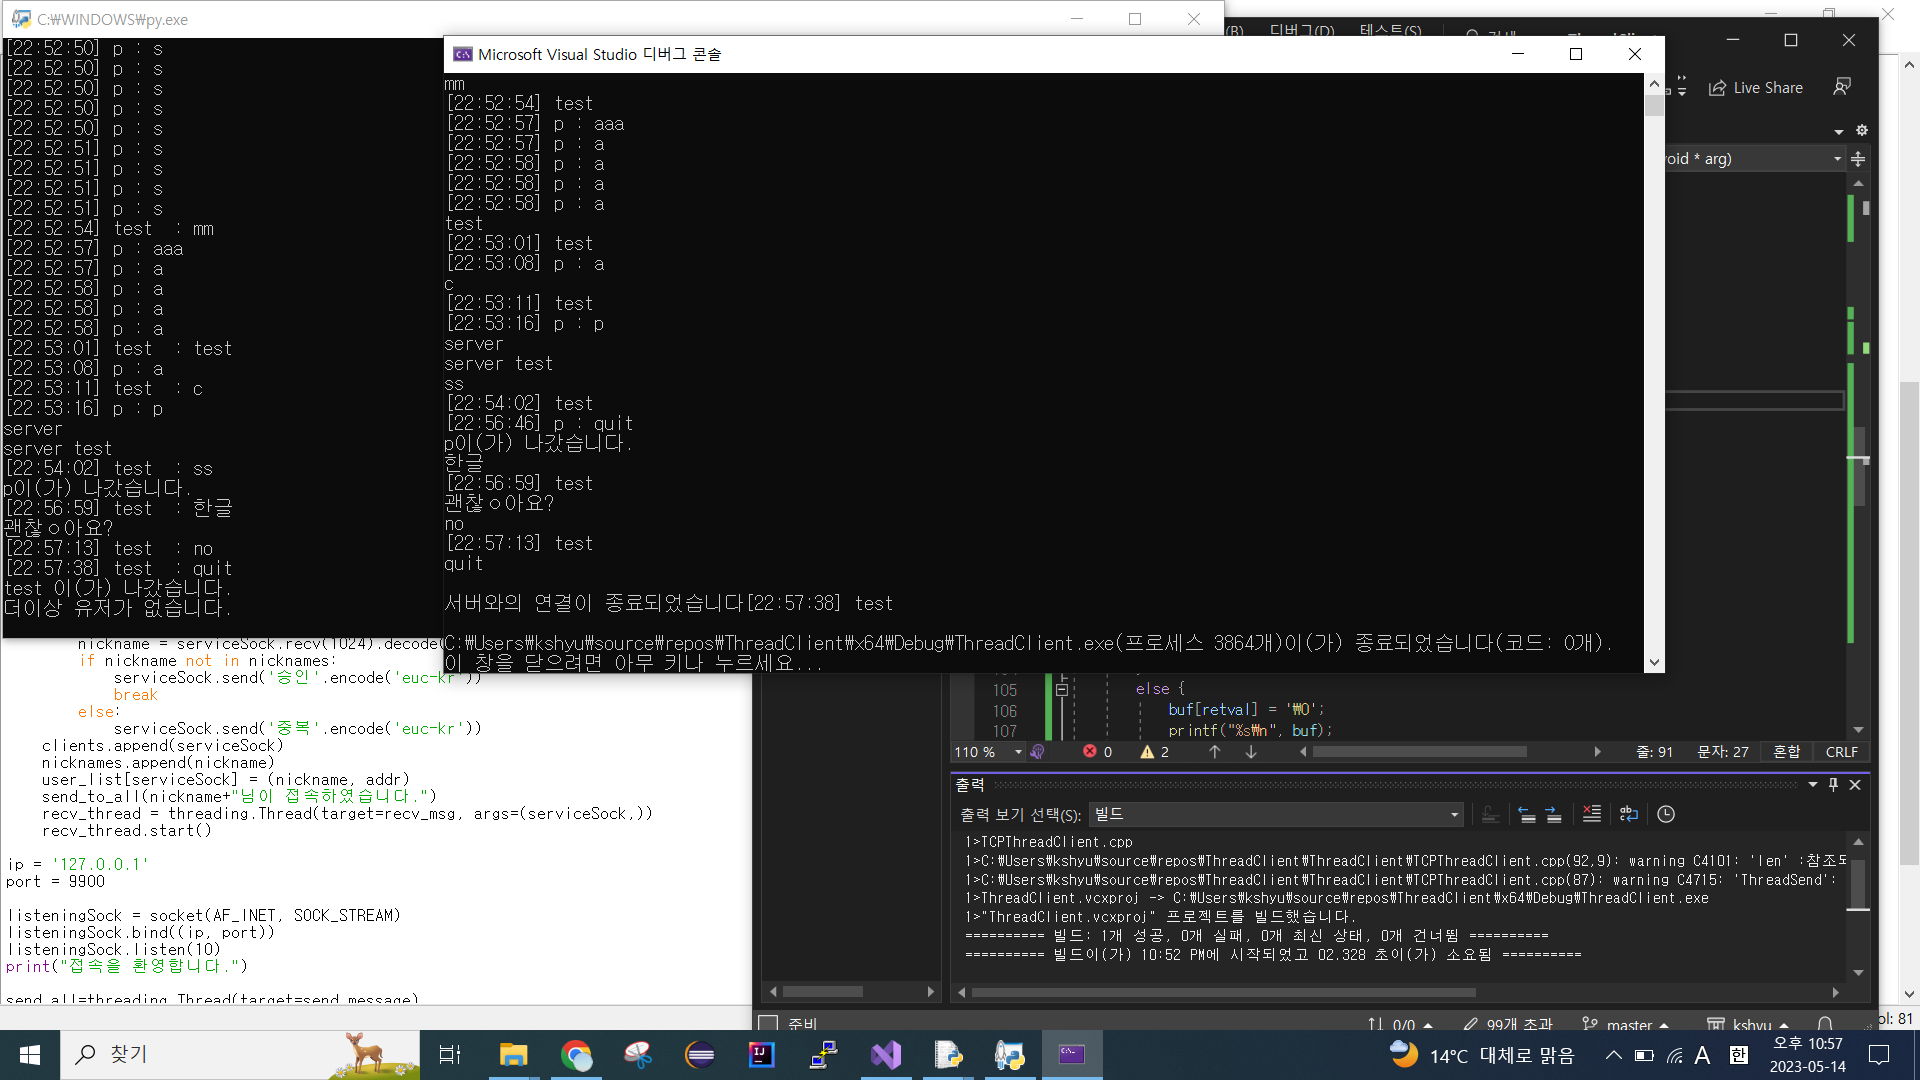 C:\WINDOWS\py.exe
[22:52:50] p : s
[22:52:50] p : s
[22:52:50] p : s
[22:52:50] p : s
[22:52:50] p : s
[22:52:51] p : s
[22:52:51] p : s
[22:52:51] p : s
[22:52:51] p : s
[22:52:54] test  : mm
[22:52:57] p : aaa
[22:52:57] p : a
[22:52:58] p : a
[22:52:58] p : a
[22:52:58] p : a
[22:53:01] test  : test
[22:53:08] p : a
[22:53:11] test  : c
[22:53:16] p : p
server
server test
[22:54:02] test  : ss
p이(가) 나갔습니다.
[22:56:59] test  : 한글
괜찮ㅇ아요?
[22:57:13] test  : no
[22:57:38] test  : quit
test 이(가) 나갔습니다.
더이상 유저가 없습니다.
Microsoft Visual Studio 디버그 콘솔
mm
[22:52:54] test
[22:52:57] p : aaa
[22:52:57] p : a
[22:52:58] p : a
[22:52:58] p : a
[22:52:58] p : a
test
[22:53:01] test
[22:53:08] p : a
c
[22:53:11] test
[22:53:16] p : p
server
server test
ss
[22:54:02] test
[22:56:46] p : quit
p이(가) 나갔습니다.
한글
[22:56:59] test
괜찮ㅇ아요?
no
[22:57:13] test
quit
서버와의 연결이 종료되었습니다[22:57:38] test
C:\Users\kshyu\source\repos\ThreadClient\x64\Debug\ThreadClient.exe(프로세스 3864개)이(가) 종료되었습니다(코드: 0개).
이 창을 닫으려면 아무 키나 누르세요...
(B) 디버그(D) 테스트(S)
Live Share
void * arg)
nickname = serviceSock.recv(1024).decode(
if nickname not in nicknames:
serviceSock.send('승인'.encode('euc-kr'))
break
else:
serviceSock.send('중복'.encode('euc-kr'))
clients.append(serviceSock)
nicknames.append(nickname)
user_list[serviceSock] = (nickname, addr)
send_to_all(nickname+"님이 접속하였습니다.")
recv_thread = threading.Thread(target=recv_msg, args=(serviceSock,))
recv_thread.start()
ip = '127.0.0.1'
port = 9900
listeningSock = socket(AF_INET, SOCK_STREAM)
listeningSock.bind((ip, port))
listeningSock.listen(10)
print("접속을 환영합니다.")
send_all=threading.Thread(target=send_message)
105 else {
106 buf[retval] = '\0';
107 printf("%s\n", buf);
110 % 0 2 줄: 91 문자: 27 혼합 CRLF
출력
출력 보기 선택(S): 빌드
1>TCPThreadClient.cpp
1>C:\Users\kshyu\source\repos\ThreadClient\ThreadClient\TCPThreadClient.cpp(92,9): warning C4101: 'len' :참조되
1>C:\Users\kshyu\source\repos\ThreadClient\ThreadClient\TCPThreadClient.cpp(87): warning C4715: 'ThreadSend':
1>ThreadClient.vcxproj -> C:\Users\kshyu\source\repos\ThreadClient\x64\Debug\ThreadClient.exe
1>"ThreadClient.vcxproj" 프로젝트를 빌드했습니다.
========== 빌드: 1개 성공, 0개 실패, 0개 최신 상태, 0개 건너뜀 ==========
========== 빌드이(가) 10:52 PM에 시작되었고 02.328 초이(가) 소요됨 ==========
준비 0/0 99개 초과 master kshyu
ol: 81
찾기
14°C 대체로 맑음
A 한
오후 10:57
2023-05-14